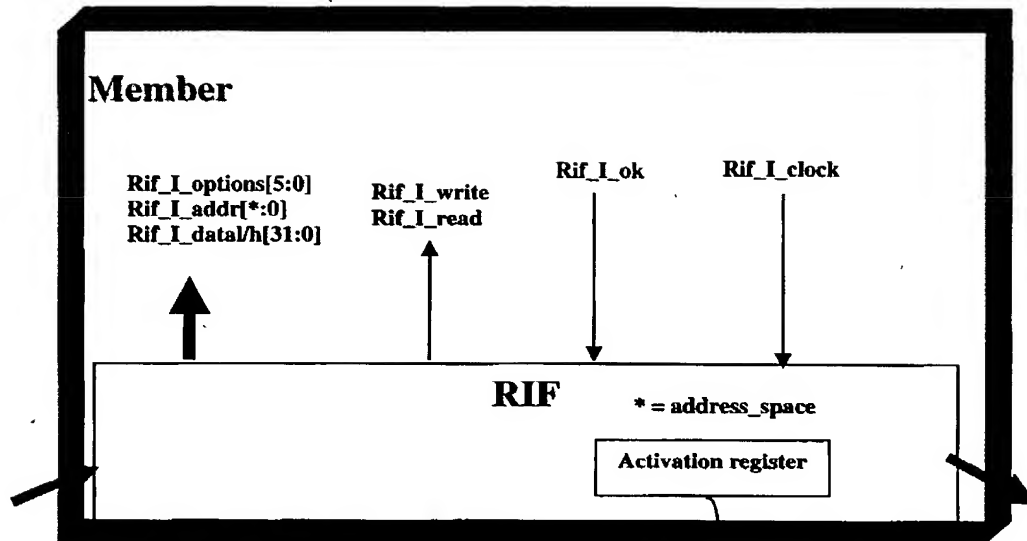 Member
Rif_I_options[5:0]
Rif_I_addr[*:0]
Rif_I_datal/h[31:0]
Rif_I_write
Rif_I_read
Rif_I_ok
Rif_I_clock
RIF
* = address_space
Activation register